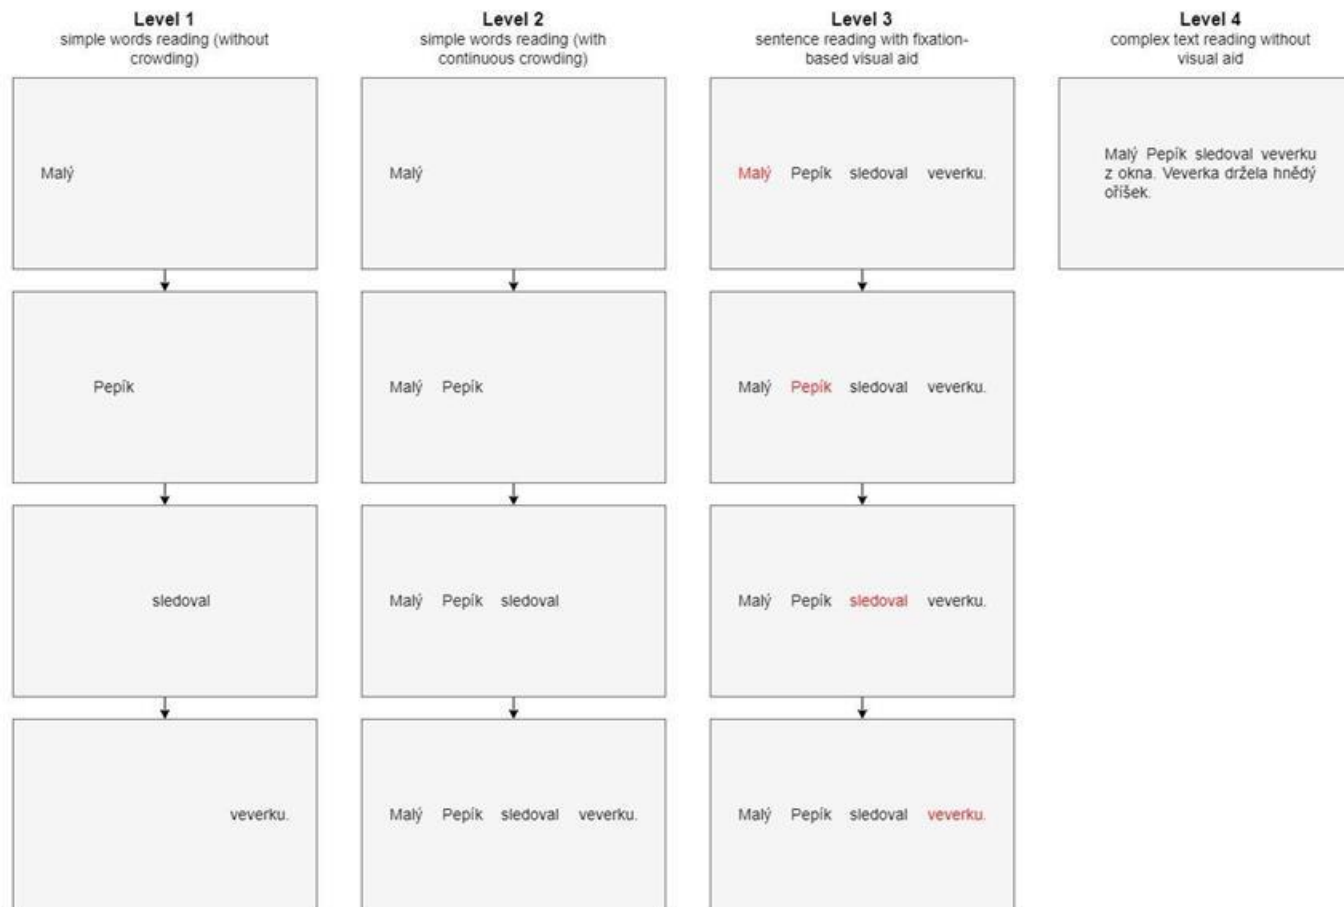 Level 1
simple words reading (without
crowding)
Malý
Pepík
sledoval
veverku.
Level 2
simple words reading (with
continuous crowding)
Malý
Malý Pepík
Malý Pepík sledoval
Malý Pepík sledoval veverku.
Level 3
sentence reading with fixation-
based visual aid
Malý Pepík sledoval veverku.
Malý Pepík sledoval veverku.
Malý Pepík sledoval veverku.
Malý Pepík sledoval veverku.
Level 4
complex text reading without
visual aid
Malý Pepík sledoval veverku
z okna. Veverka držela hnědý
oříšek.